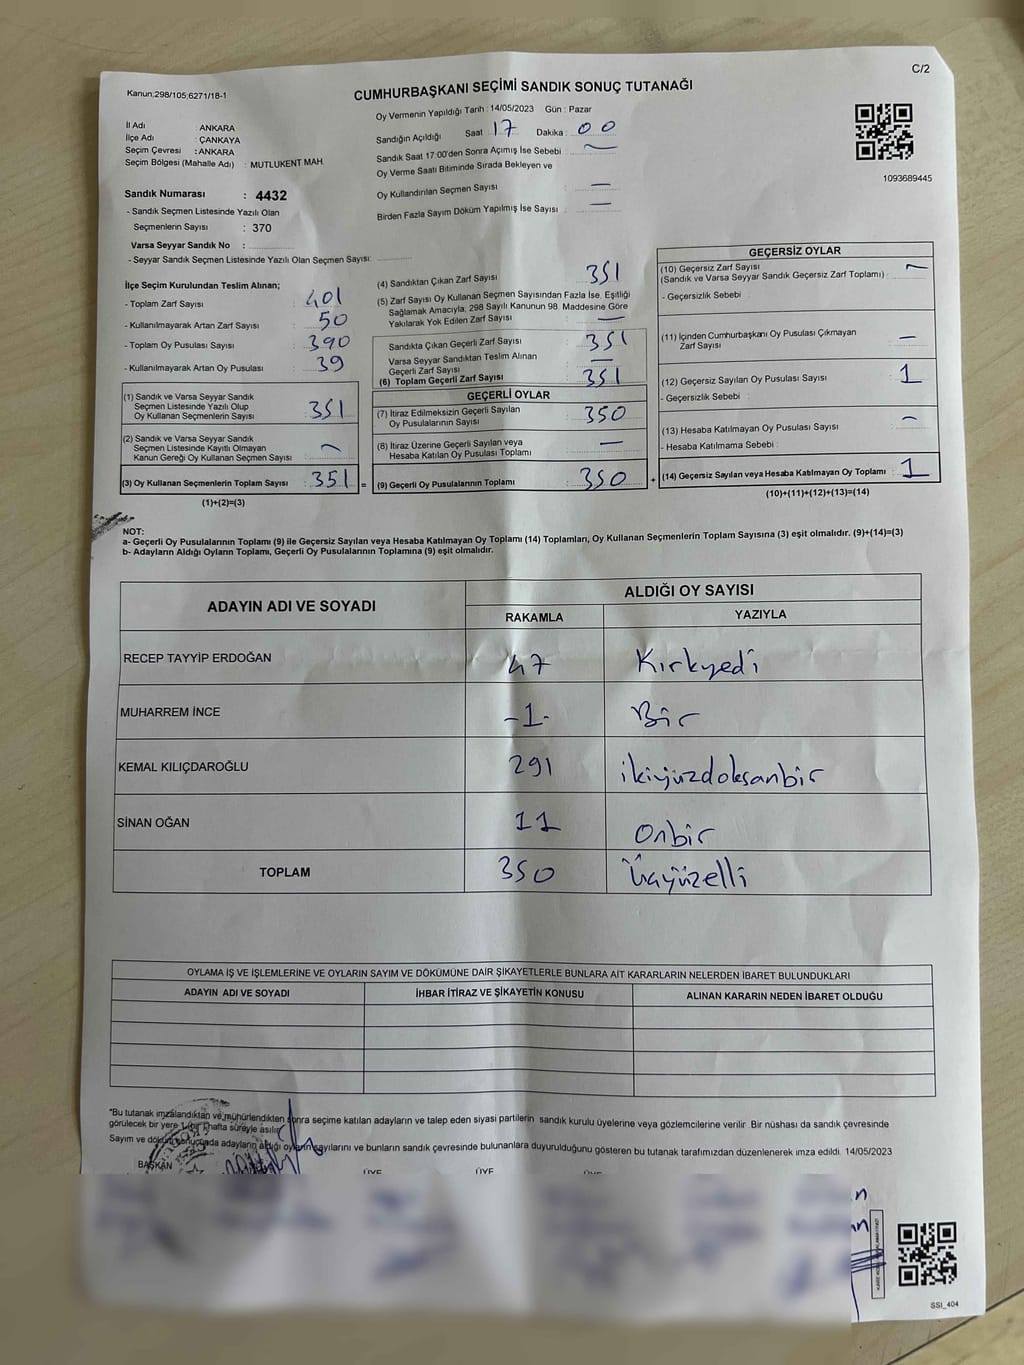 C/2
Kanun;298/105;6271/18-1
CUMHURBAŞKANI SEÇİMİ SANDIK SONUÇ TUTANAĞI
Oy Vermenin Yapıldığı Tarih : 14/05/2023 Gün : Pazar
İl Adı : ANKARA
İlçe Adı : ÇANKAYA
Seçim Çevresi : ANKARA
Seçim Bölgesi (Mahalle Adı) : MUTLUKENT MAH.
Sandık Numarası : 4432
- Sandık Seçmen Listesinde Yazılı Olan
Seçmenlerin Sayısı : 370
Varsa Seyyar Sandık No :
- Seyyar Sandık Seçmen Listesinde Yazılı Olan Seçmen Sayısı:
Sandığın Açıldığı Saat : 17 Dakika : 00
Sandık Saat 17:00'den Sonra Açımış İse Sebebi : —
Oy Verme Saati Bitiminde Sırada Bekleyen ve
Oy Kullandırılan Seçmen Sayısı : —
Birden Fazla Sayım Döküm Yapılmış İse Sayısı : —
1093689445
İlçe Seçim Kurulundan Teslim Alınan;
- Toplam Zarf Sayısı : 401
- Kullanılmayarak Artan Zarf Sayısı : 50
- Toplam Oy Pusulası Sayısı : 390
- Kullanılmayarak Artan Oy Pusulası : 39
(1) Sandık ve Varsa Seyyar Sandık
Seçmen Listesinde Yazılı Olup
Oy Kullanan Seçmenlerin Sayısı : 351
(2) Sandık ve Varsa Seyyar Sandık
Seçmen Listesinde Kayıtlı Olmayan
Kanun Gereği Oy Kullanan Seçmen Sayısı : —
(3) Oy Kullanan Seçmenlerin Toplam Sayısı : 351 =
(1)+(2)=(3)
(4) Sandıktan Çıkan Zarf Sayısı : 351
(5) Zarf Sayısı Oy Kullanan Seçmen Sayısından Fazla İse, Eşitliği
Sağlamak Amacıyla, 298 Sayılı Kanunun 98. Maddesine Göre
Yakılarak Yok Edilen Zarf Sayısı : —
Sandıkta Çıkan Geçerli Zarf Sayısı : 351
Varsa Seyyar Sandıktan Teslim Alınan
Geçerli Zarf Sayısı : —
(6) Toplam Geçerli Zarf Sayısı : 351
GEÇERLİ OYLAR
(7) İtiraz Edilmeksizin Geçerli Sayılan
Oy Pusulalarının Sayısı : 350
(8) İtiraz Üzerine Geçerli Sayılan veya
Hesaba Katılan Oy Pusulası Toplamı : —
(9) Geçerli Oy Pusulalarının Toplamı : 350 +
GEÇERSİZ OYLAR
(10) Geçersiz Zarf Sayısı
(Sandık ve Varsa Seyyar Sandık Geçersiz Zarf Toplamı) : —
- Geçersizlik Sebebi :
(11) İçinden Cumhurbaşkanı Oy Pusulası Çıkmayan
Zarf Sayısı : —
(12) Geçersiz Sayılan Oy Pusulası Sayısı : 1
- Geçersizlik Sebebi :
(13) Hesaba Katılmayan Oy Pusulası Sayısı : —
- Hesaba Katılmama Sebebi :
(14) Geçersiz Sayılan veya Hesaba Katılmayan Oy Toplamı : 1
(10)+(11)+(12)+(13)=(14)
NOT:
a- Geçerli Oy Pusulalarının Toplamı (9) ile Geçersiz Sayılan veya Hesaba Katılmayan Oy Toplamı (14) Toplamları, Oy Kullanan Seçmenlerin Toplam Sayısına (3) eşit olmalıdır. (9)+(14)=(3)
b- Adayların Aldığı Oyların Toplamı, Geçerli Oy Pusulalarının Toplamına (9) eşit olmalıdır.
ADAYIN ADI VE SOYADI ALDIĞI OY SAYISI
RAKAMLA YAZIYLA
RECEP TAYYİP ERDOĞAN 47 Kırkyedi
MUHARREM İNCE -1- Bir
KEMAL KILIÇDAROĞLU 291 ikiyüzdoksanbir
SİNAN OĞAN 11 Onbir
TOPLAM 350 Üçyüzelli
OYLAMA İŞ VE İŞLEMLERİNE VE OYLARIN SAYIM VE DÖKÜMÜNE DAİR ŞİKAYETLERLE BUNLARA AİT KARARLARIN NELERDEN İBARET BULUNDUKLARI
ADAYIN ADI VE SOYADI İHBAR İTİRAZ VE ŞİKAYETİN KONUSU ALINAN KARARIN NEDEN İBARET OLDUĞU
"Bu tutanak imzalandıktan ve mühürlendikten sonra seçime katılan adayların ve talep eden siyasi partilerin sandık kurulu üyelerine veya gözlemcilerine verilir. Bir nüshası da sandık çevresinde
görülecek bir yere 1 bir hafta süreyle asılır
Sayım ve döküm sonucunda adayların aldığı oyların sayılarını ve bunların sandık çevresinde bulunanlara duyurulduğunu gösteren bu tutanak tarafımızdan düzenlenerek imza edildi. 14/05/2023
BAŞKAN ÜYE ÜYE
SSI_404